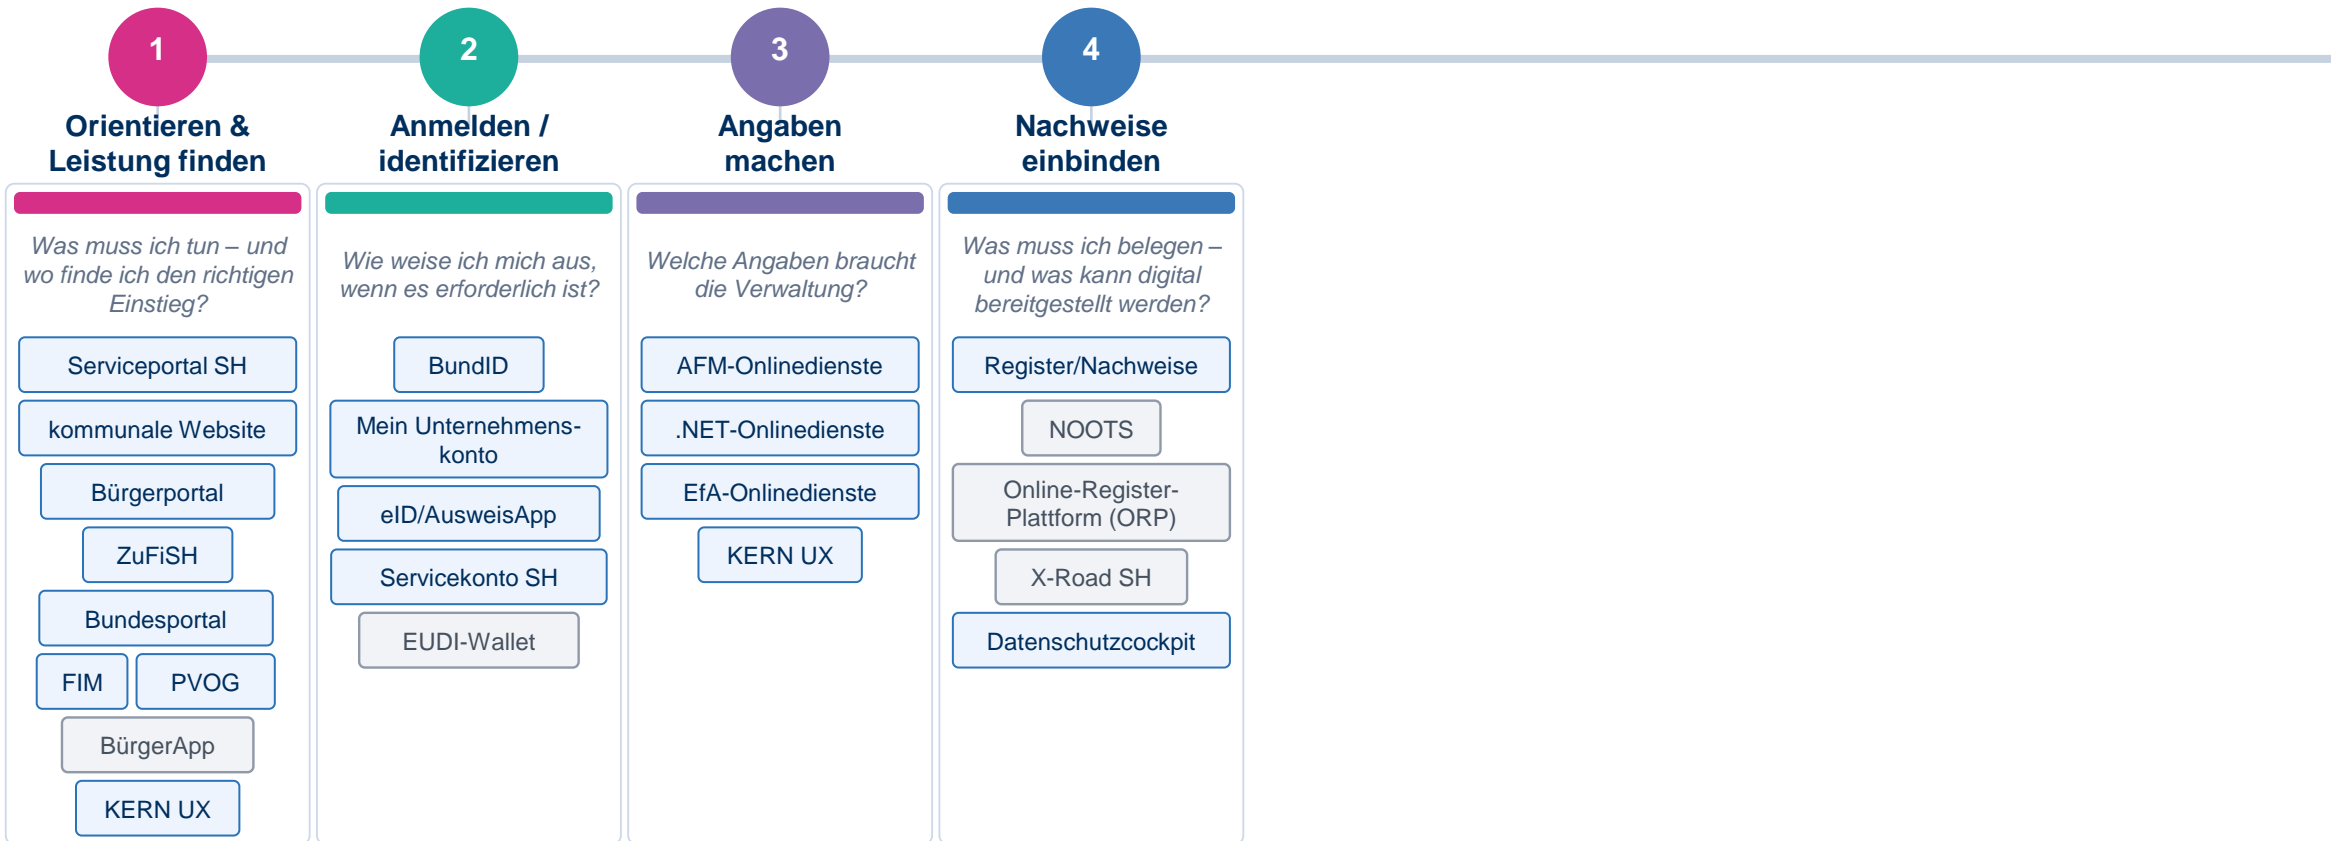 1
Orientieren &
Leistung finden
Was muss ich tun – und
wo finde ich den richtigen
Einstieg?
Serviceportal SH
kommunale Website
Bürgerportal
ZuFiSH
Bundesportal
FIM
PVOG
BürgerApp
KERN UX
2
Anmelden /
identifizieren
Wie weise ich mich aus,
wenn es erforderlich ist?
BundID
Mein Unternehmens-
konto
eID/AusweisApp
Servicekonto SH
EUDI-Wallet
3
Angaben
machen
Welche Angaben braucht
die Verwaltung?
AFM-Onlinedienste
.NET-Onlinedienste
EfA-Onlinedienste
KERN UX
4
Nachweise
einbinden
Was muss ich belegen –
und was kann digital
bereitgestellt werden?
Register/Nachweise
NOOTS
Online-Register-
Plattform (ORP)
X-Road SH
Datenschutzcockpit